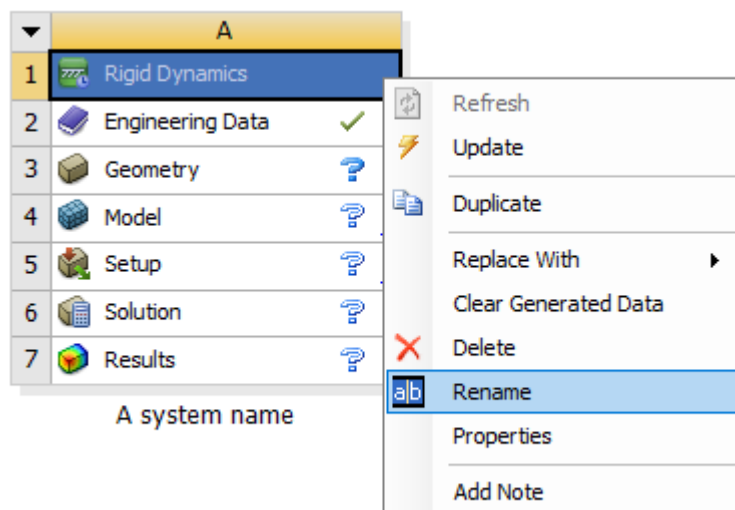 A
1 Rigid Dynamics
2 Engineering Data
3 Geometry ?
4 Model ?
5 Setup ?
6 Solution ?
7 Results ?
A system name
Refresh
Update
Duplicate
Replace With
Clear Generated Data
Delete
a|b Rename
Properties
Add Note